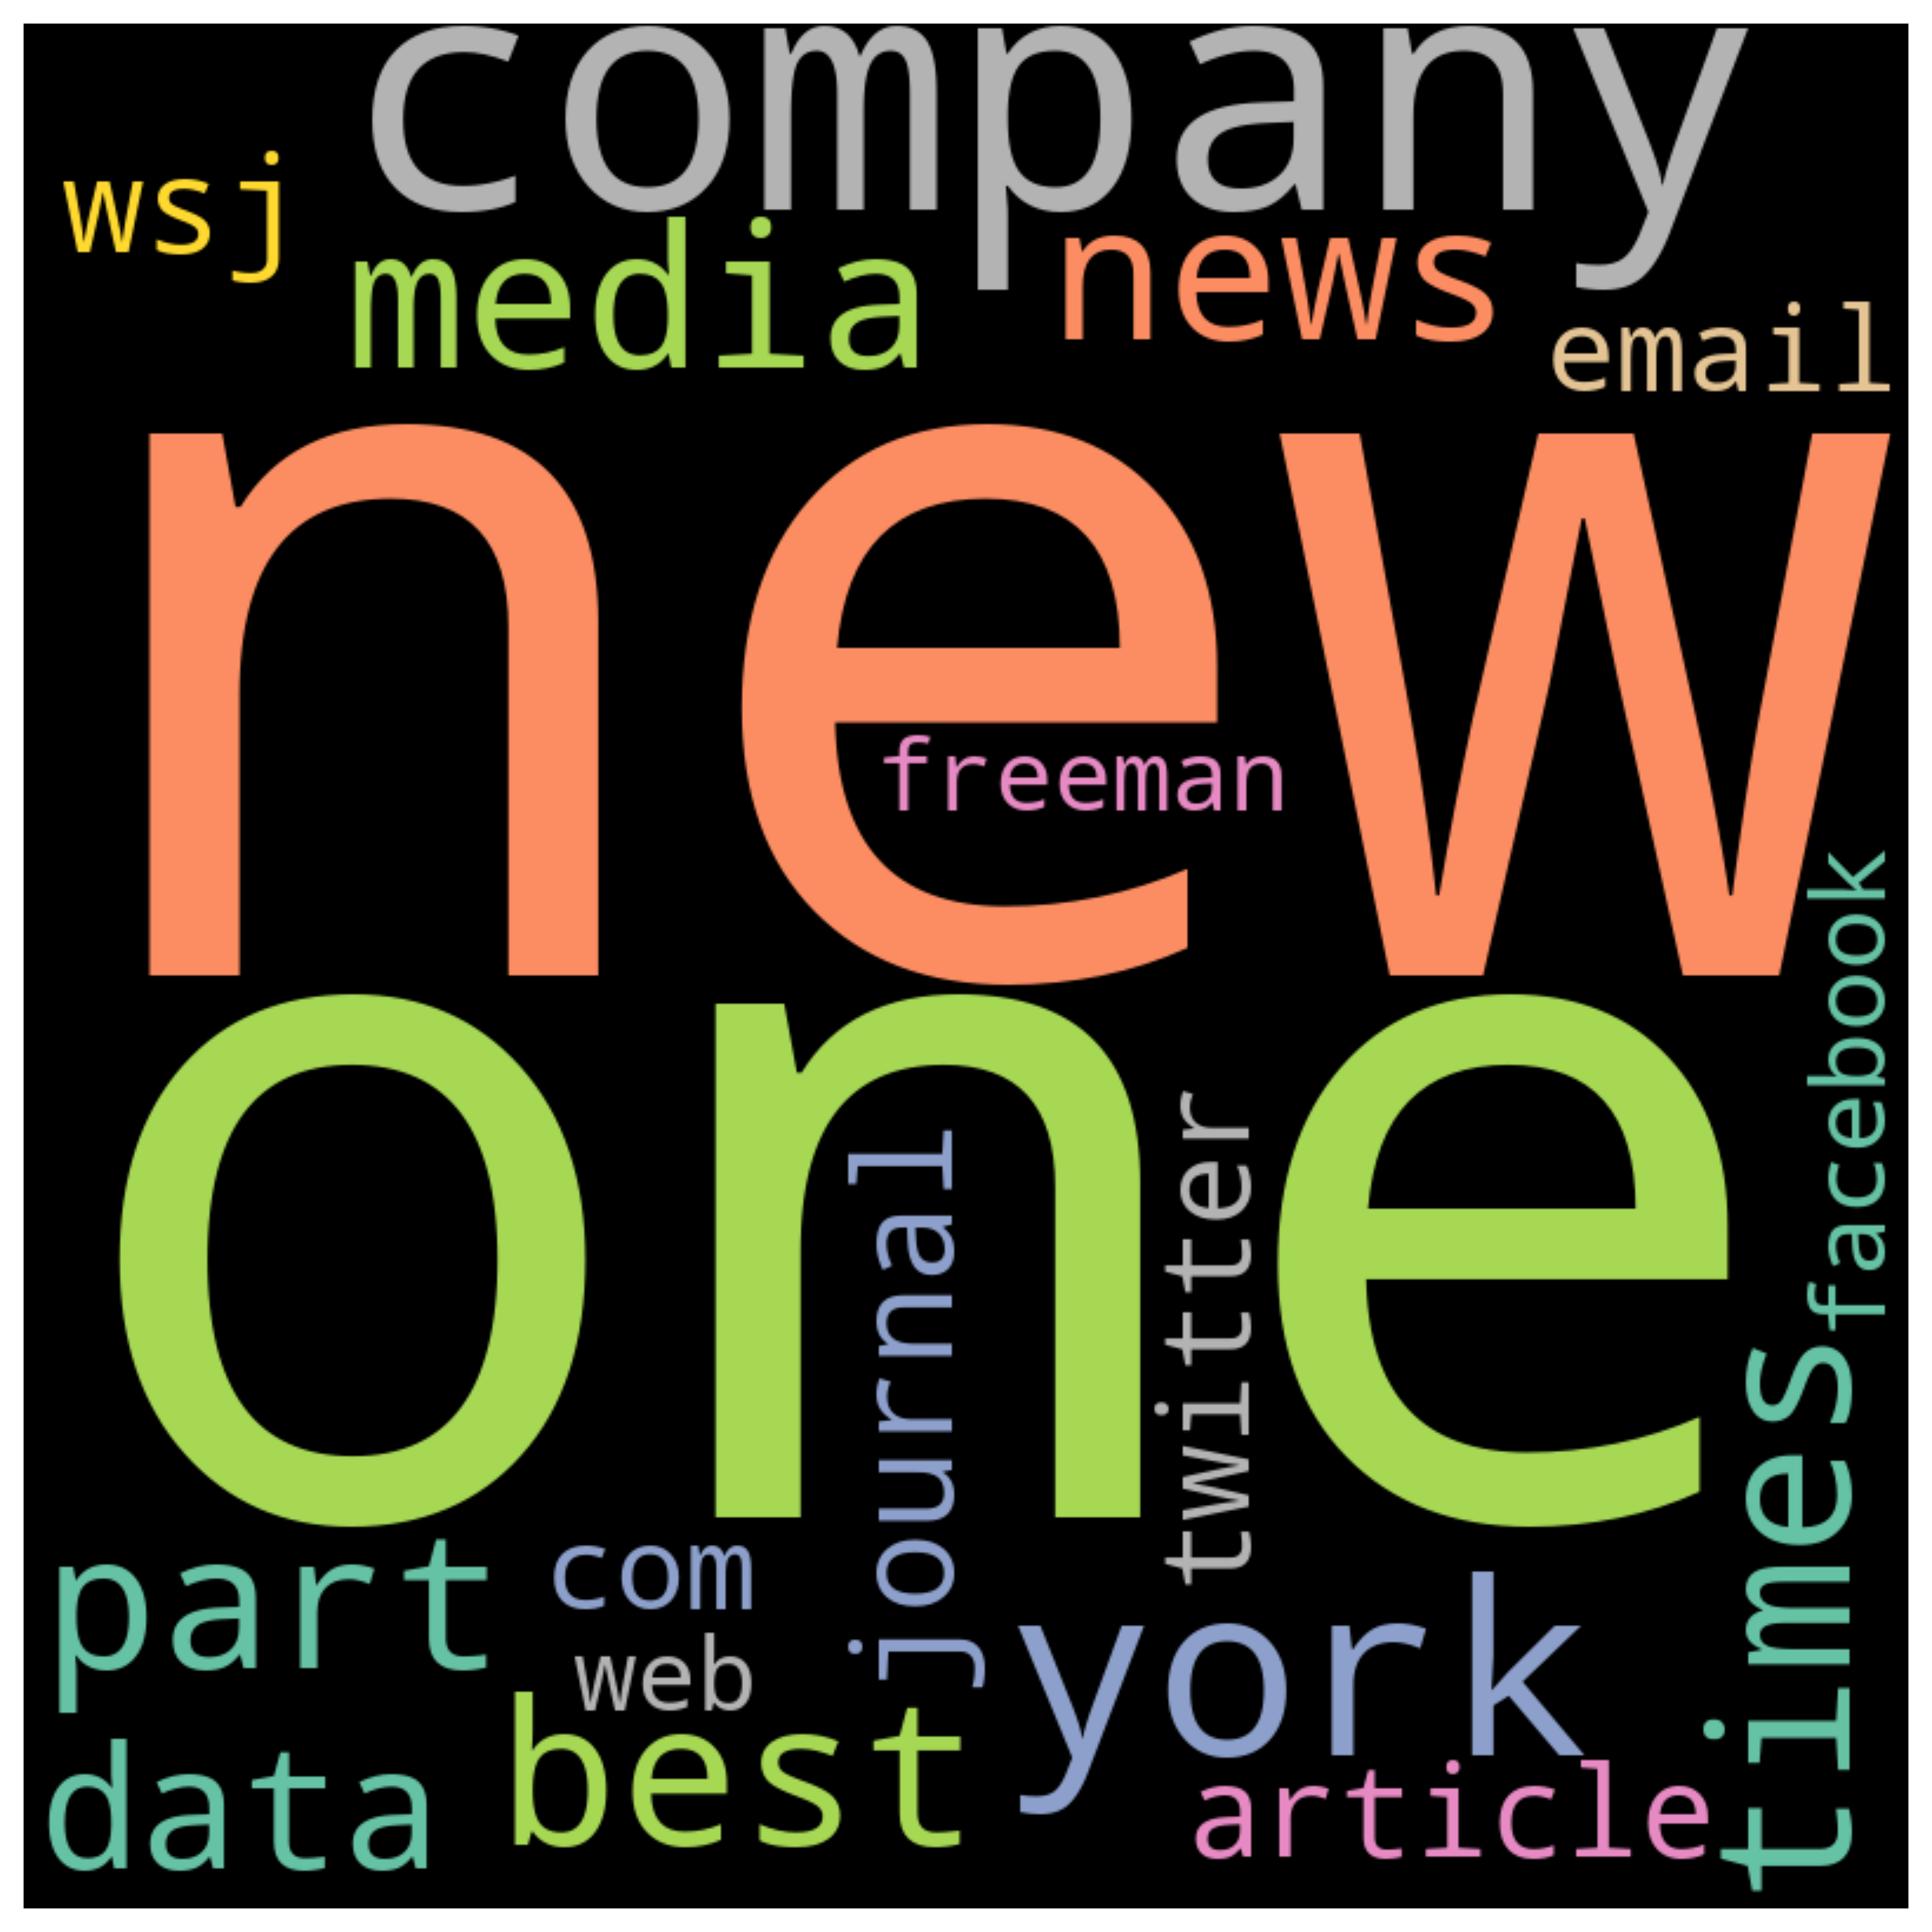 company
wsj
media
news
email
new
freeman
one
facebook
journal
twitter
times
part
com
web
york
best
data
article